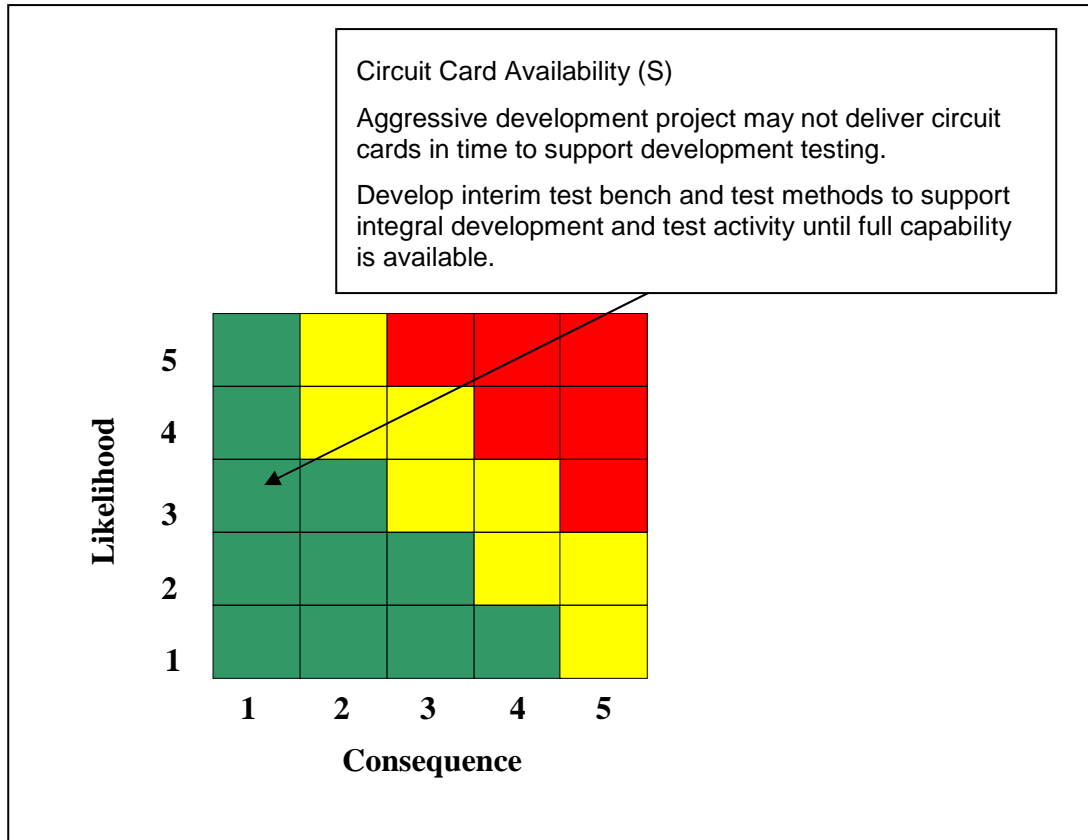 Circuit Card Availability (S)
Aggressive development project may not deliver circuit
cards in time to support development testing.
Develop interim test bench and test methods to support
integral development and test activity until full capability
is available.
Likelihood
5
4
3
2
1
1 2 3 4 5
Consequence